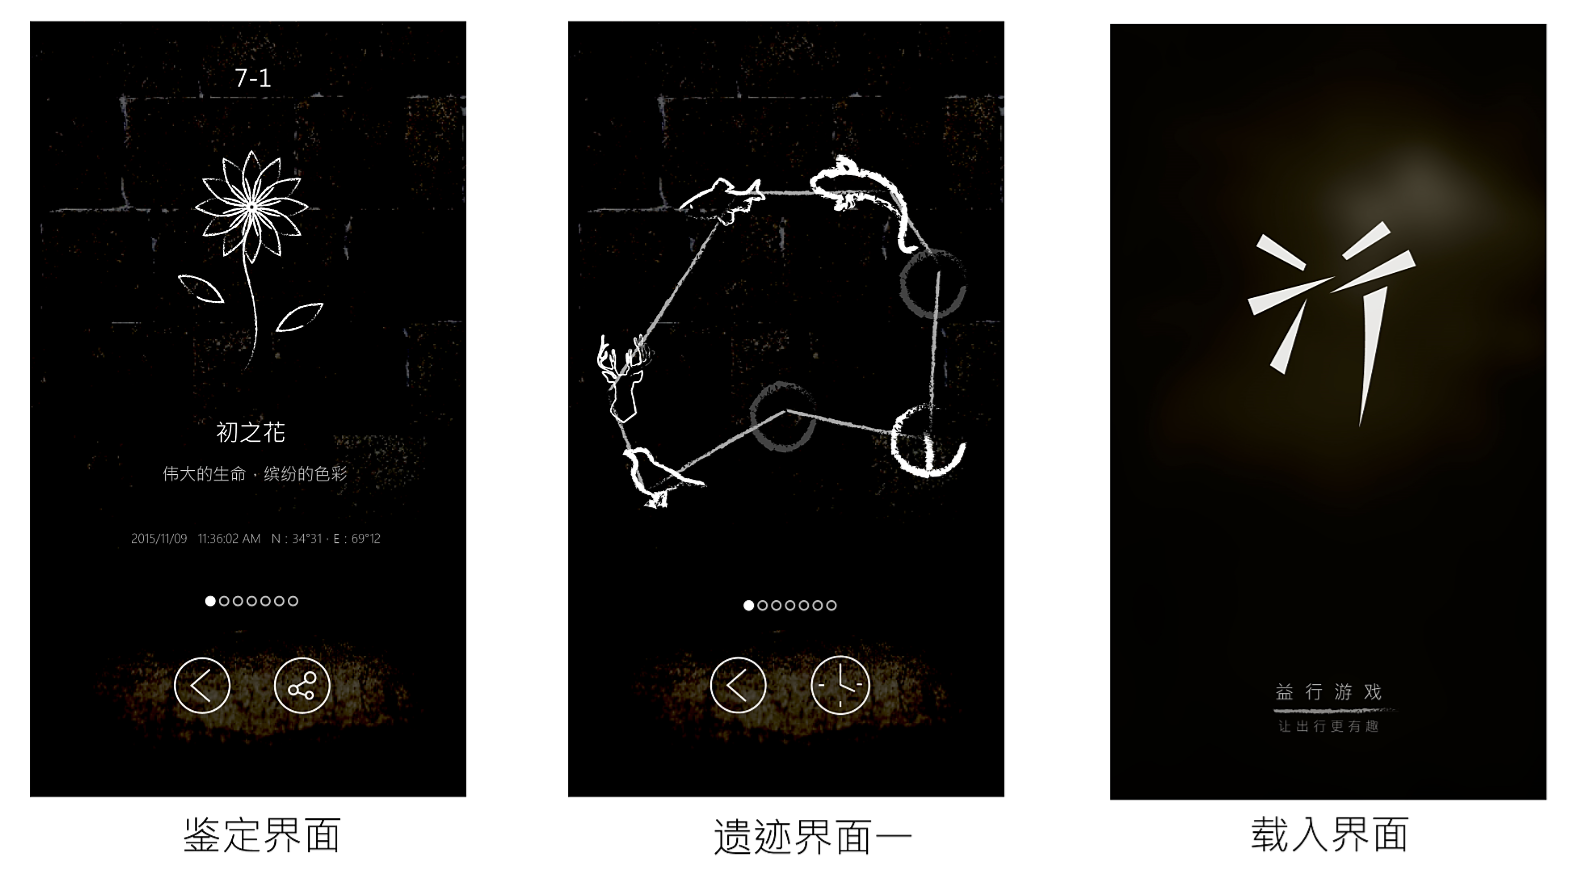 7-1
初之花
伟大的生命 · 缤纷的色彩
2015/11/09 11:36:02 AM N : 34°31 · E : 69°12
鉴定界面
遗迹界面一
行
益行游戏
让出行更有趣
载入界面